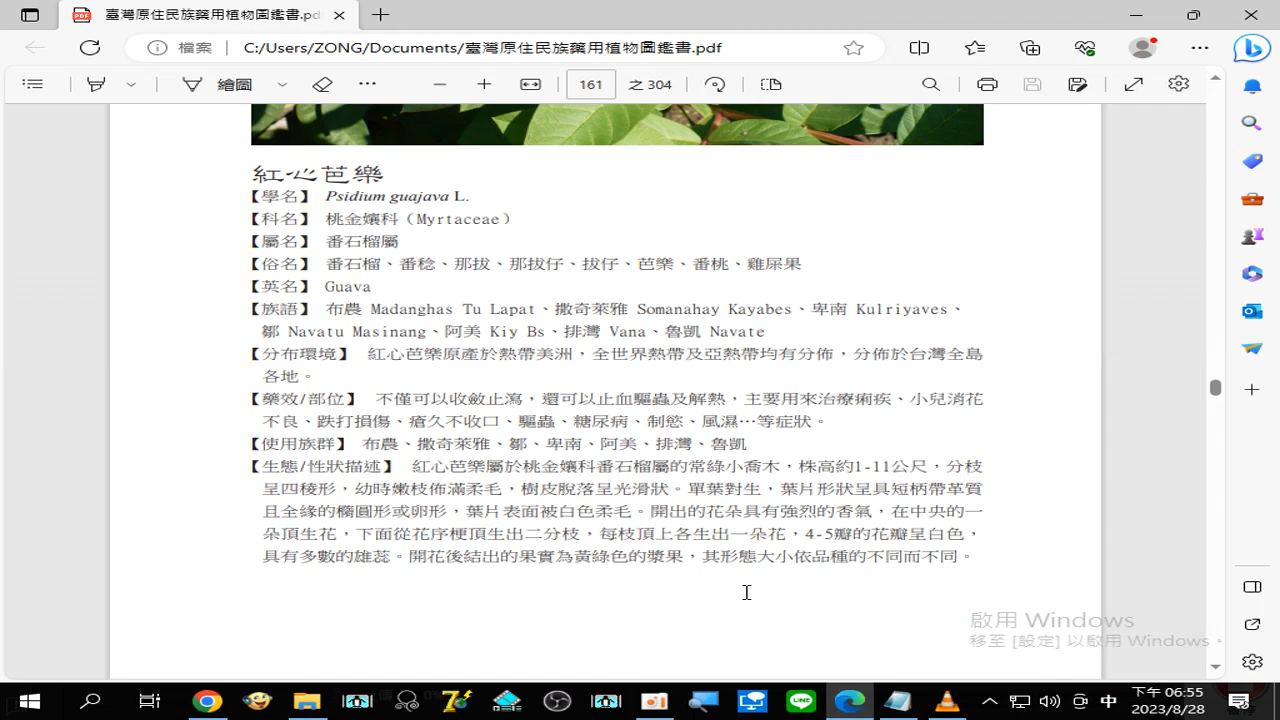 臺灣原住民族藥用植物圖鑑書.pd
檔案 C:/Users/ZONG/Documents/臺灣原住民族藥用植物圖鑑書.pdf
繪圖 161 之 304
紅心芭樂
【學名】 Psidium guajava L.
【科名】 桃金孃科（Myrtaceae）
【屬名】 番石榴屬
【俗名】 番石榴、番稔、那拔、那拔仔、拔仔、芭樂、番桃、雞屎果
【英名】 Guava
【族語】 布農 Madanghas Tu Lapat、撒奇萊雅 Somanahay Kayabes、卑南 Kulriyaves、
鄒 Navatu Masinang、阿美 Kiy Bs、排灣 Vana、魯凱 Navate
【分布環境】 紅心芭樂原產於熱帶美洲，全世界熱帶及亞熱帶均有分佈，分佈於台灣全島
各地。
【藥效/部位】 不僅可以收斂止瀉，還可以止血驅蟲及解熱，主要用來治療痢疾、小兒消花
不良、跌打損傷、瘡久不收口、驅蟲、糖尿病、制慾、風濕…等症狀。
【使用族群】 布農、撒奇萊雅、鄒、卑南、阿美、排灣、魯凱
【生態/性狀描述】 紅心芭樂屬於桃金孃科番石榴屬的常綠小喬木，株高約1-11公尺，分枝
呈四稜形，幼時嫩枝佈滿柔毛，樹皮脫落呈光滑狀。單葉對生，葉片形狀呈具短柄帶革質
且全緣的橢圓形或卵形，葉片表面被白色柔毛。開出的花朵具有強烈的香氣，在中央的一
朵頂生花，下面從花序梗頂生出二分枝，每枝頂上各生出一朵花，4-5瓣的花瓣呈白色，
具有多數的雄蕊。開花後結出的果實為黃綠色的漿果，其形態大小依品種的不同而不同。
啟用 Windows
移至 [設定] 以啟用 Windows。
中
下午 06:55
2023/8/28